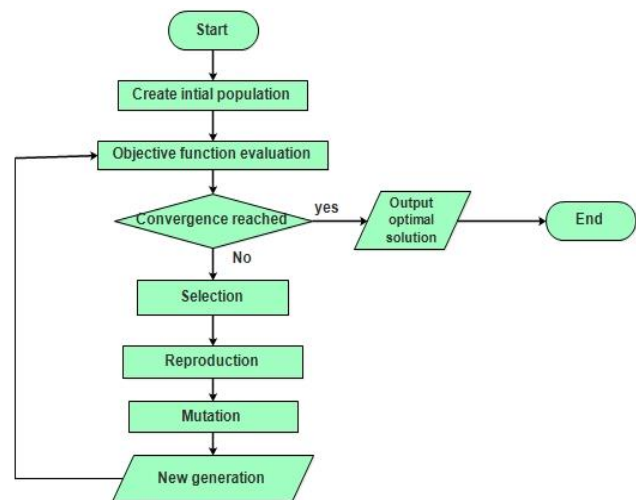 Start
Create intial population
Objective function evaluation
Convergence reached
yes
Output
optimal
solution
End
No
Selection
Reproduction
Mutation
New generation